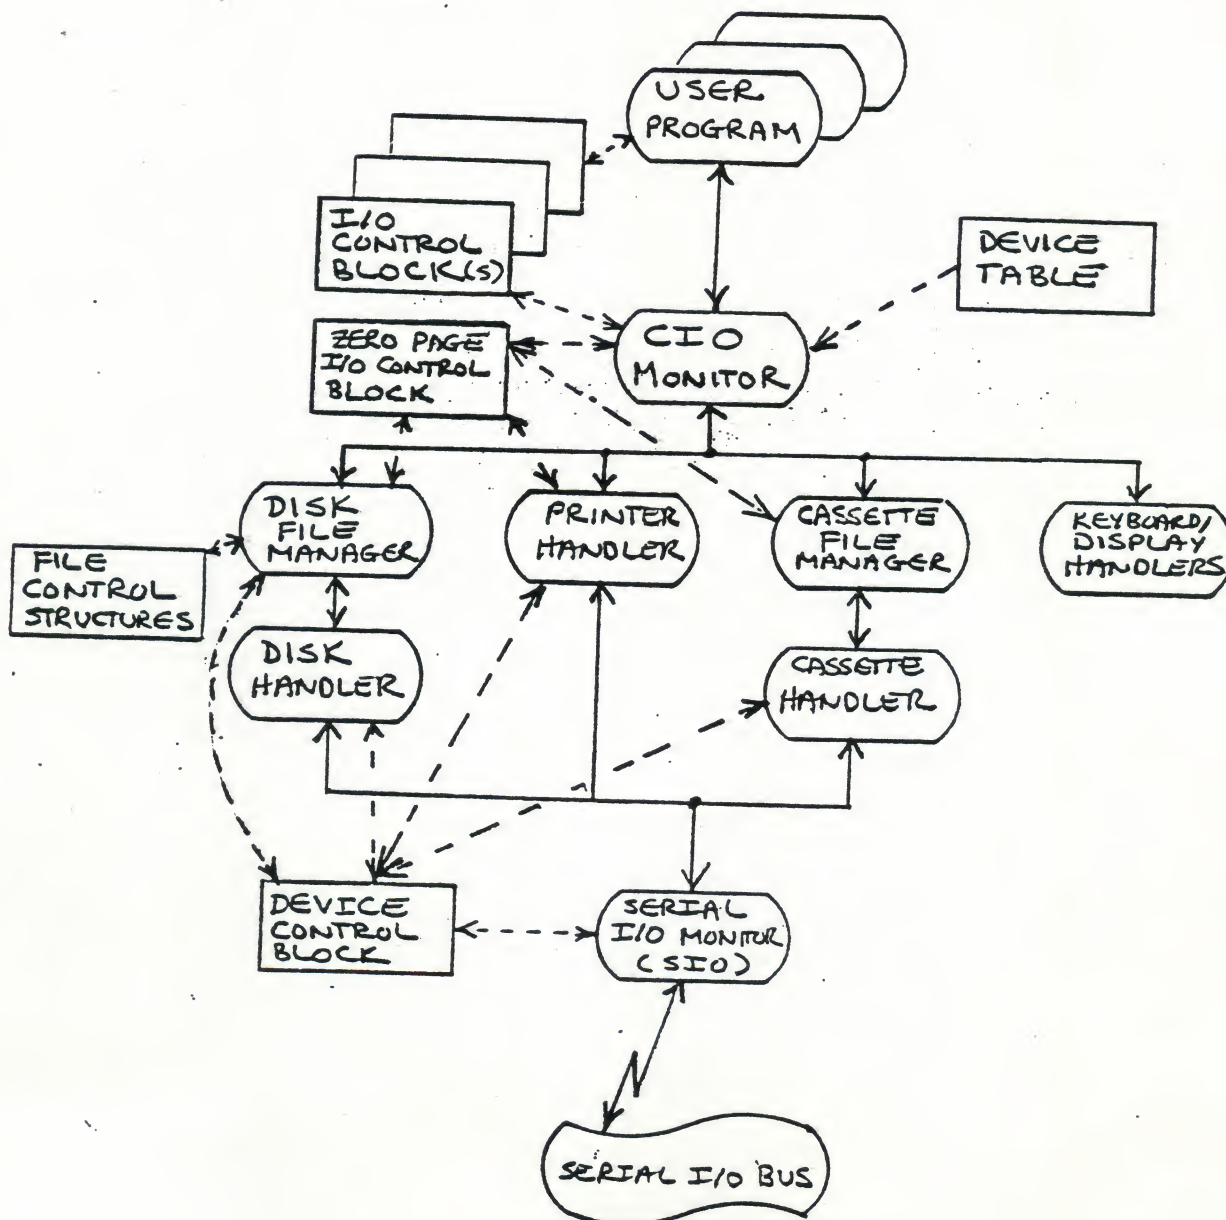 USER
PROGRAM
I/O
CONTROL
BLOCK(S)
DEVICE
TABLE
ZERO PAGE
I/O CONTROL
BLOCK
CIO
MONITOR
DISK
FILE
MANAGER
PRINTER
HANDLER
CASSETTE
FILE
MANAGER
KEYBOARD/
DISPLAY
HANDLERS
FILE
CONTROL
STRUCTURES
DISK
HANDLER
CASSETTE
HANDLER
DEVICE
CONTROL
BLOCK
SERIAL
I/O MONITOR
(SIO)
SERIAL I/O BUS